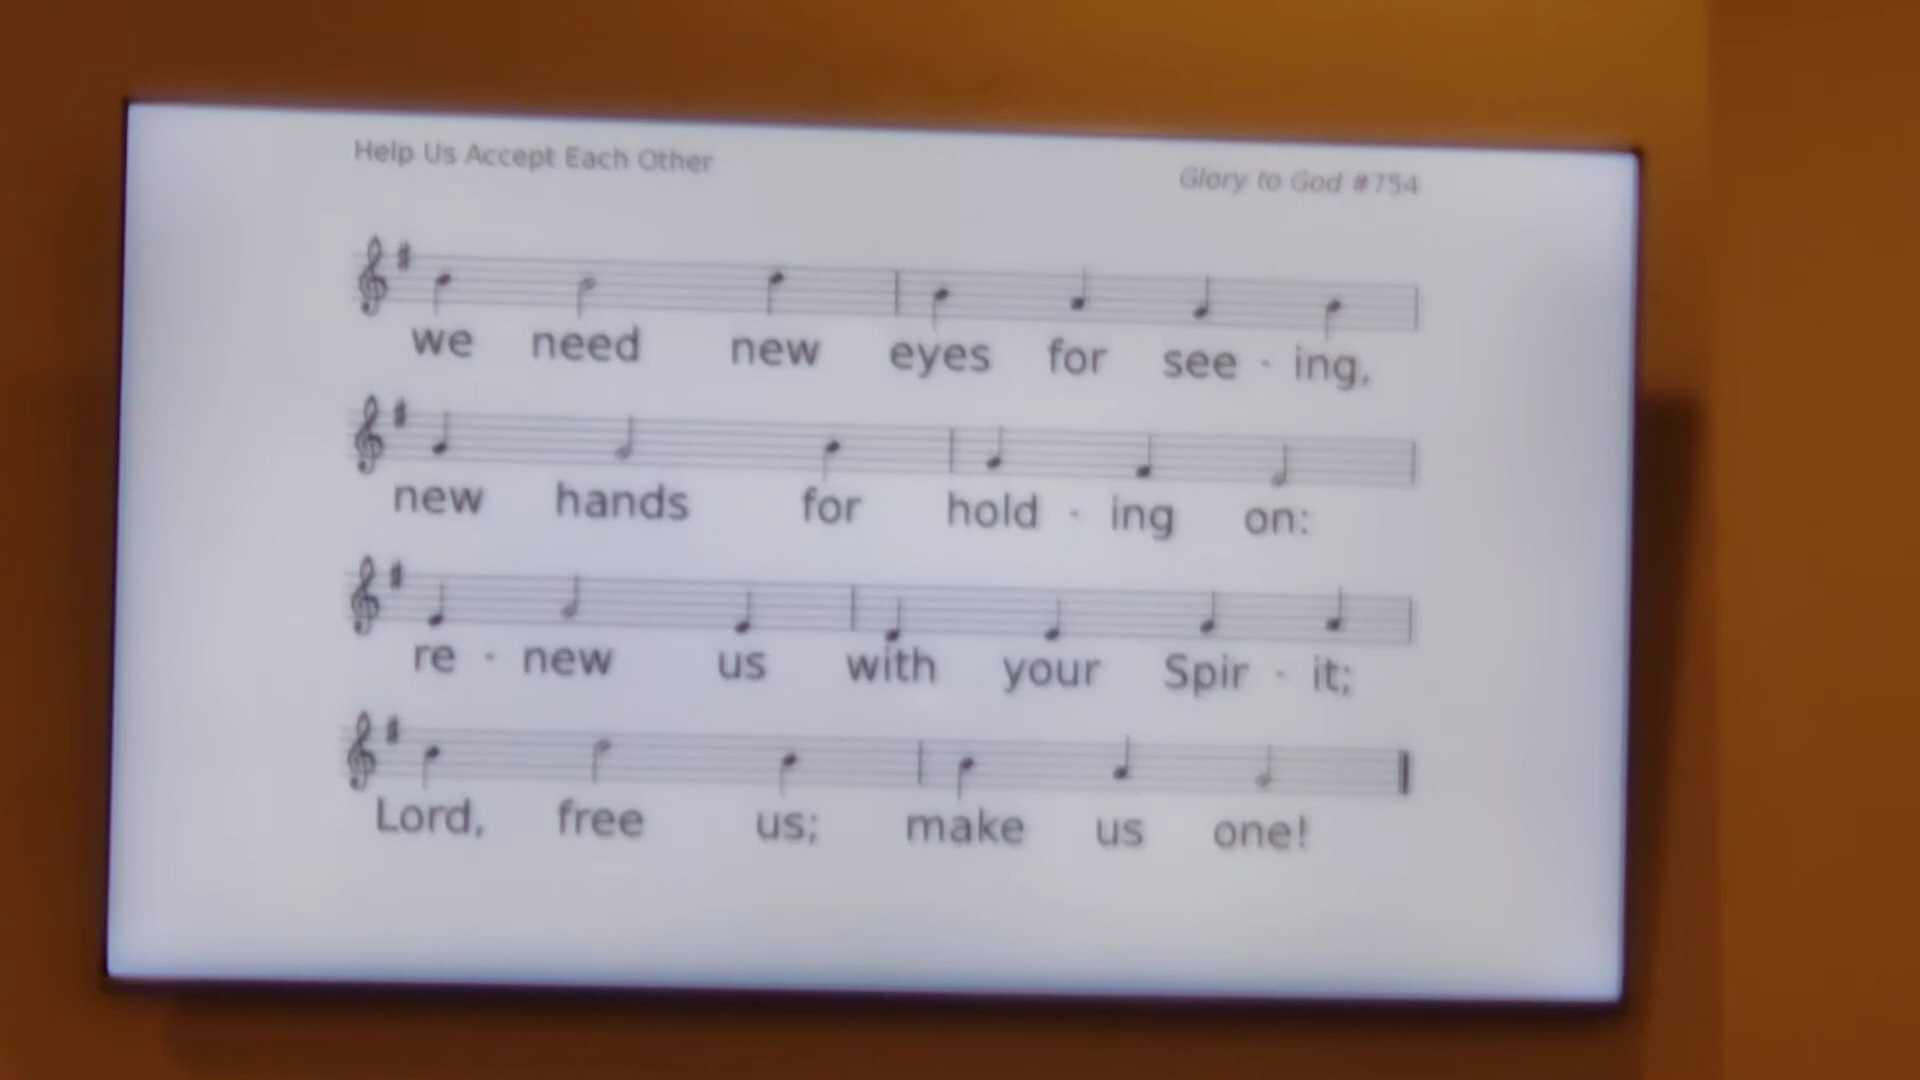 Help Us Accept Each Other
Glory to God #754
we need new eyes for see - ing,
new hands for hold - ing on:
re - new us with your Spir - it;
Lord, free us; make us one!